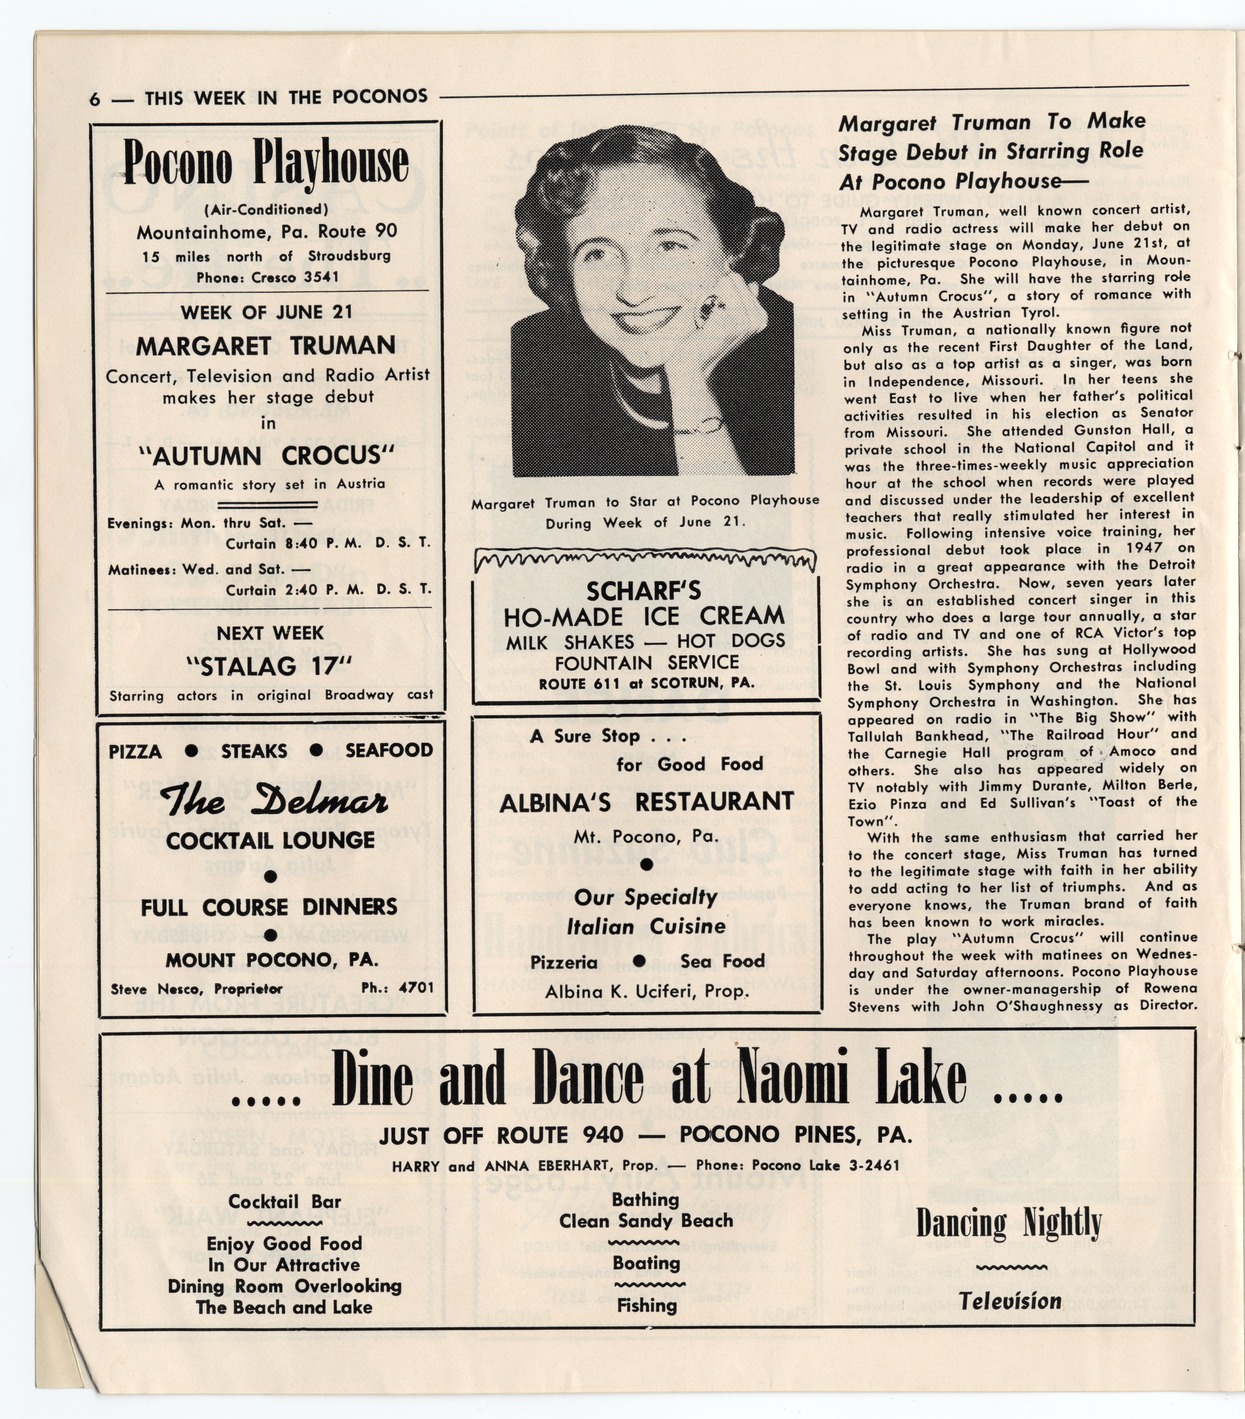 6 — THIS WEEK IN THE POCONOS
Pocono Playhouse
(Air-Conditioned)
Mountainhome, Pa. Route 90
15 miles north of Stroudsburg
Phone: Cresco 3541
WEEK OF JUNE 21
MARGARET TRUMAN
Concert, Television and Radio Artist
makes her stage debut
in
"AUTUMN CROCUS"
A romantic story set in Austria
Evenings: Mon. thru Sat. —
Curtain 8:40 P. M. D. S. T.
Matinees: Wed. and Sat. —
Curtain 2:40 P. M. D. S. T.
NEXT WEEK
"STALAG 17"
Starring actors in original Broadway cast
PIZZA ● STEAKS ● SEAFOOD
The Delmar
COCKTAIL LOUNGE
●
FULL COURSE DINNERS
●
MOUNT POCONO, PA.
Steve Nesco, Proprietor Ph.: 4701
Margaret Truman to Star at Pocono Playhouse
During Week of June 21.
SCHARF'S
HO-MADE ICE CREAM
MILK SHAKES — HOT DOGS
FOUNTAIN SERVICE
ROUTE 611 at SCOTRUN, PA.
A Sure Stop . . .
for Good Food
ALBINA'S RESTAURANT
Mt. Pocono, Pa.
●
Our Specialty
Italian Cuisine
Pizzeria ● Sea Food
Albina K. Uciferi, Prop.
Margaret Truman To Make
Stage Debut in Starring Role
At Pocono Playhouse—
Margaret Truman, well known concert artist,
TV and radio actress will make her debut on
the legitimate stage on Monday, June 21st, at
the picturesque Pocono Playhouse, in Moun-
tainhome, Pa. She will have the starring role
in "Autumn Crocus", a story of romance with
setting in the Austrian Tyrol.
Miss Truman, a nationally known figure not
only as the recent First Daughter of the Land,
but also as a top artist as a singer, was born
in Independence, Missouri. In her teens she
went East to live when her father's political
activities resulted in his election as Senator
from Missouri. She attended Gunston Hall, a
private school in the National Capitol and it
was the three-times-weekly music appreciation
hour at the school when records were played
and discussed under the leadership of excellent
teachers that really stimulated her interest in
music. Following intensive voice training, her
professional debut took place in 1947 on
radio in a great appearance with the Detroit
Symphony Orchestra. Now, seven years later
she is an established concert singer in this
country who does a large tour annually, a star
of radio and TV and one of RCA Victor's top
recording artists. She has sung at Hollywood
Bowl and with Symphony Orchestras including
the St. Louis Symphony and the National
Symphony Orchestra in Washington. She has
appeared on radio in "The Big Show" with
Tallulah Bankhead, "The Railroad Hour" and
the Carnegie Hall program of Amoco and
others. She also has appeared widely on
TV notably with Jimmy Durante, Milton Berle,
Ezio Pinza and Ed Sullivan's "Toast of the
Town".
With the same enthusiasm that carried her
to the concert stage, Miss Truman has turned
to the legitimate stage with faith in her ability
to add acting to her list of triumphs. And as
everyone knows, the Truman brand of faith
has been known to work miracles.
The play "Autumn Crocus" will continue
throughout the week with matinees on Wednes-
day and Saturday afternoons. Pocono Playhouse
is under the owner-managership of Rowena
Stevens with John O'Shaughnessy as Director.
..... Dine and Dance at Naomi Lake .....
JUST OFF ROUTE 940 — POCONO PINES, PA.
HARRY and ANNA EBERHART, Prop. — Phone: Pocono Lake 3-2461
Cocktail Bar
Enjoy Good Food
In Our Attractive
Dining Room Overlooking
The Beach and Lake
Bathing
Clean Sandy Beach
Boating
Fishing
Dancing Nightly
Television